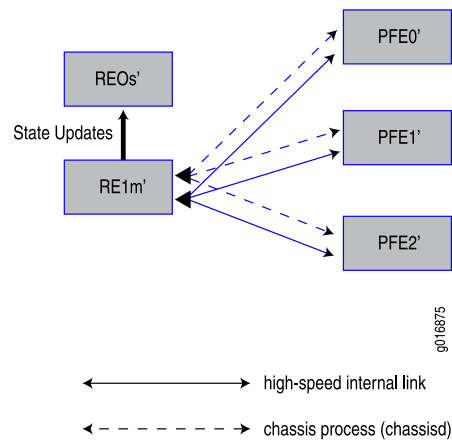 PFE0'
REOs'
State Updates
PFE1'
RE1m'
PFE2'
g016875
high-speed internal link
chassis process (chassisd)